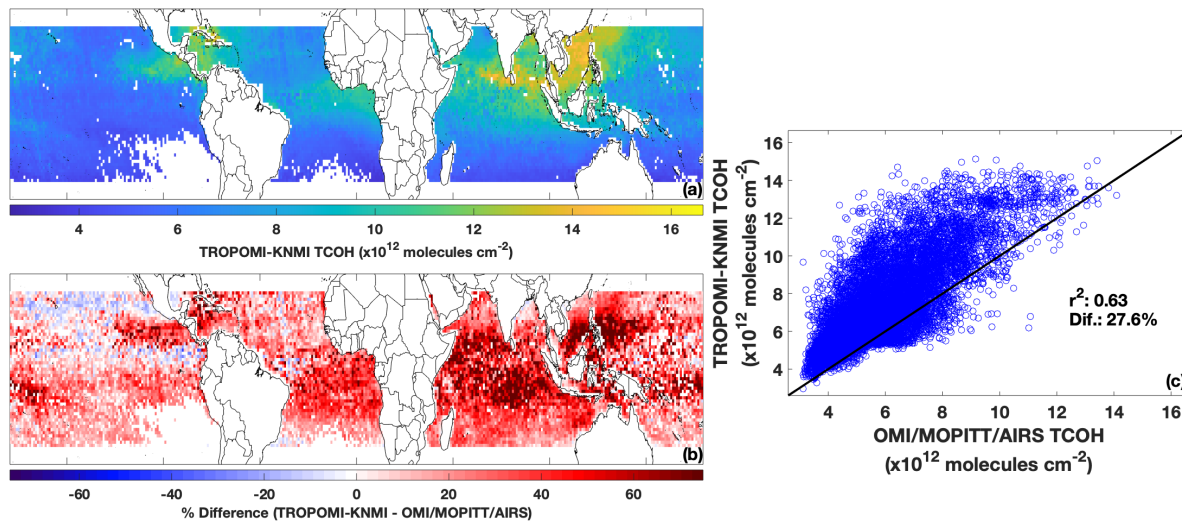 (a)
4 6 8 10 12 14 16
TROPOMI-KNMI TCOH (x10¹² molecules cm⁻²)
(b)
-60 -40 -20 0 20 40 60
% Difference (TROPOMI-KNMI - OMI/MOPITT/AIRS)
TROPOMI-KNMI TCOH
(x10¹² molecules cm⁻²)
16
14
12
10
8
6
4
r²: 0.63
Dif.: 27.6%
(c)
4 6 8 10 12 14 16
OMI/MOPITT/AIRS TCOH
(x10¹² molecules cm⁻²)